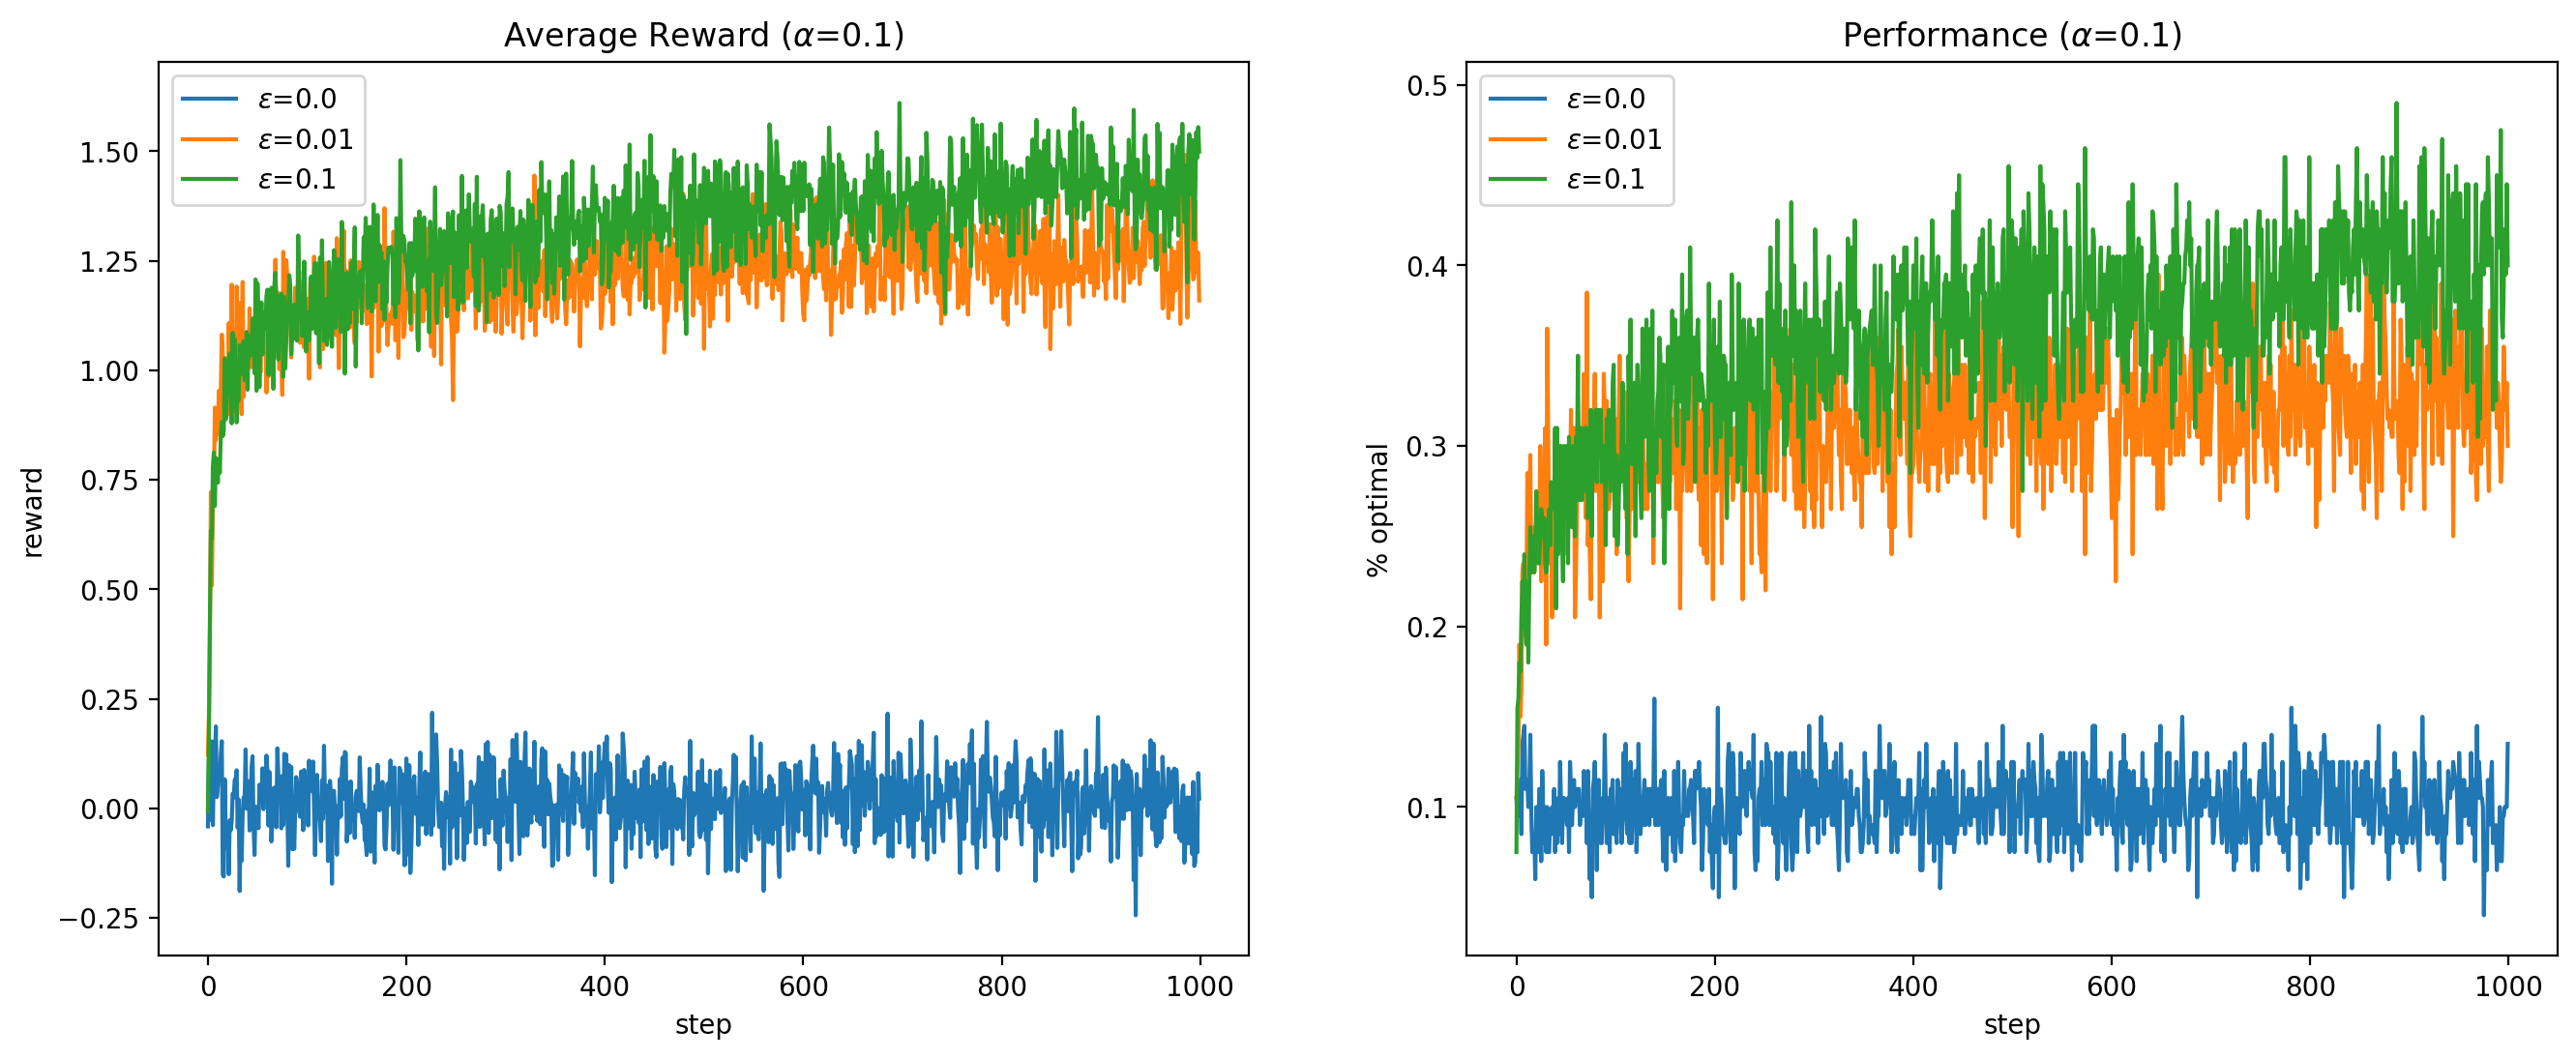 Average Reward (α=0.1)
ε=0.0
ε=0.01
ε=0.1
1.50
1.25
1.00
0.75
0.50
0.25
0.00
−0.25
reward
0
200
400
600
800
1000
step
Performance (α=0.1)
ε=0.0
ε=0.01
ε=0.1
0.5
0.4
0.3
0.2
0.1
% optimal
0
200
400
600
800
1000
step